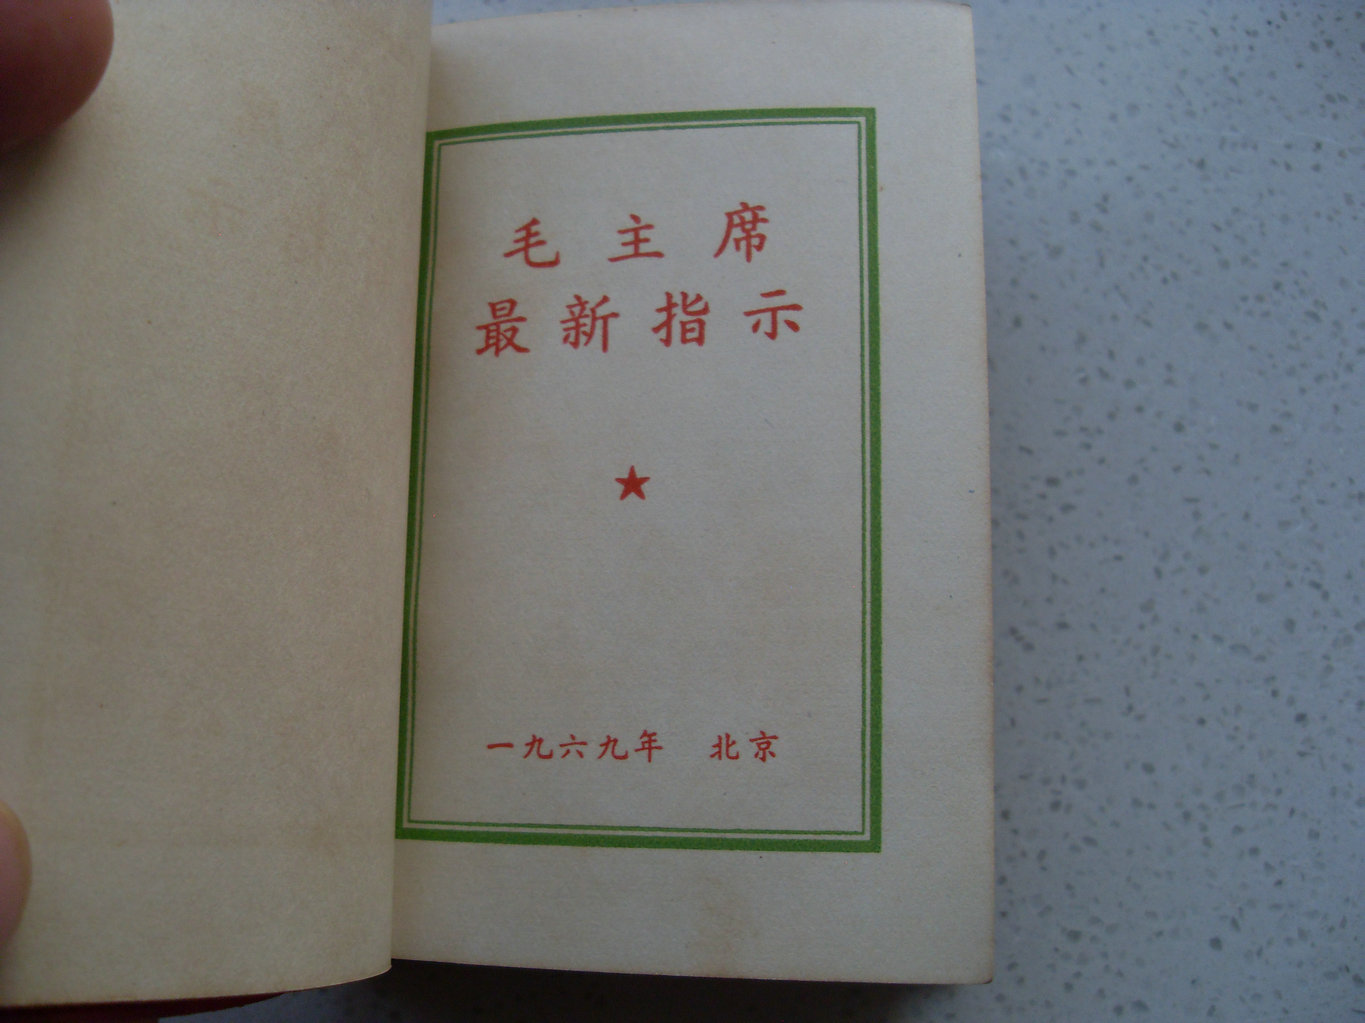 毛主席
最新指示
一九六九年 北京